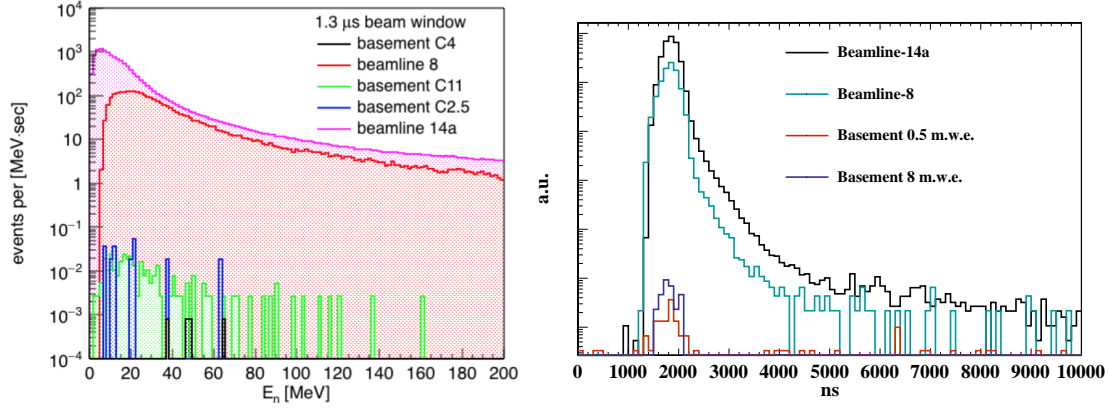 events per [MeV·sec]
10⁴
10³
10²
10
1
10⁻¹
10⁻²
10⁻³
10⁻⁴
1.3 µs beam window
basement C4
beamline 8
basement C11
basement C2.5
beamline 14a
0 20 40 60 80 100 120 140 160 180 200
Eₙ [MeV]
a.u.
Beamline-14a
Beamline-8
Basement 0.5 m.w.e.
Basement 8 m.w.e.
0 1000 2000 3000 4000 5000 6000 7000 8000 9000 10000
ns